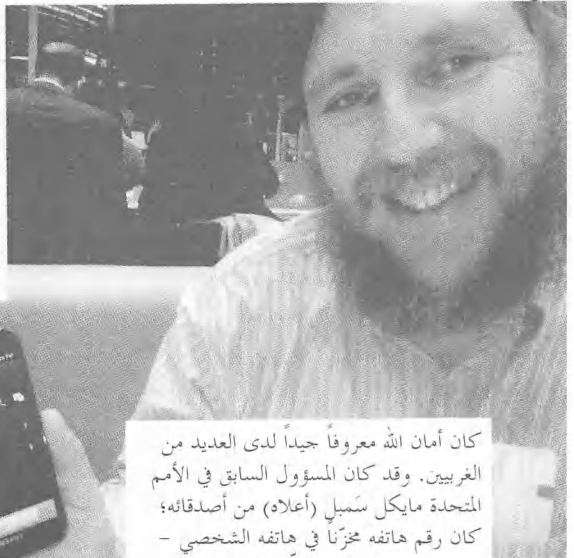 كان أمان الله معروفاً جيداً لدى العديد من
الغربيين. وقد كان المسؤول السابق في الأمم
المتحدة مايكل سَمبلٍ (أعلاه) من أصدقائه؛
كان رقم هاتفه مخزّنا في هاتفه الشخصي –